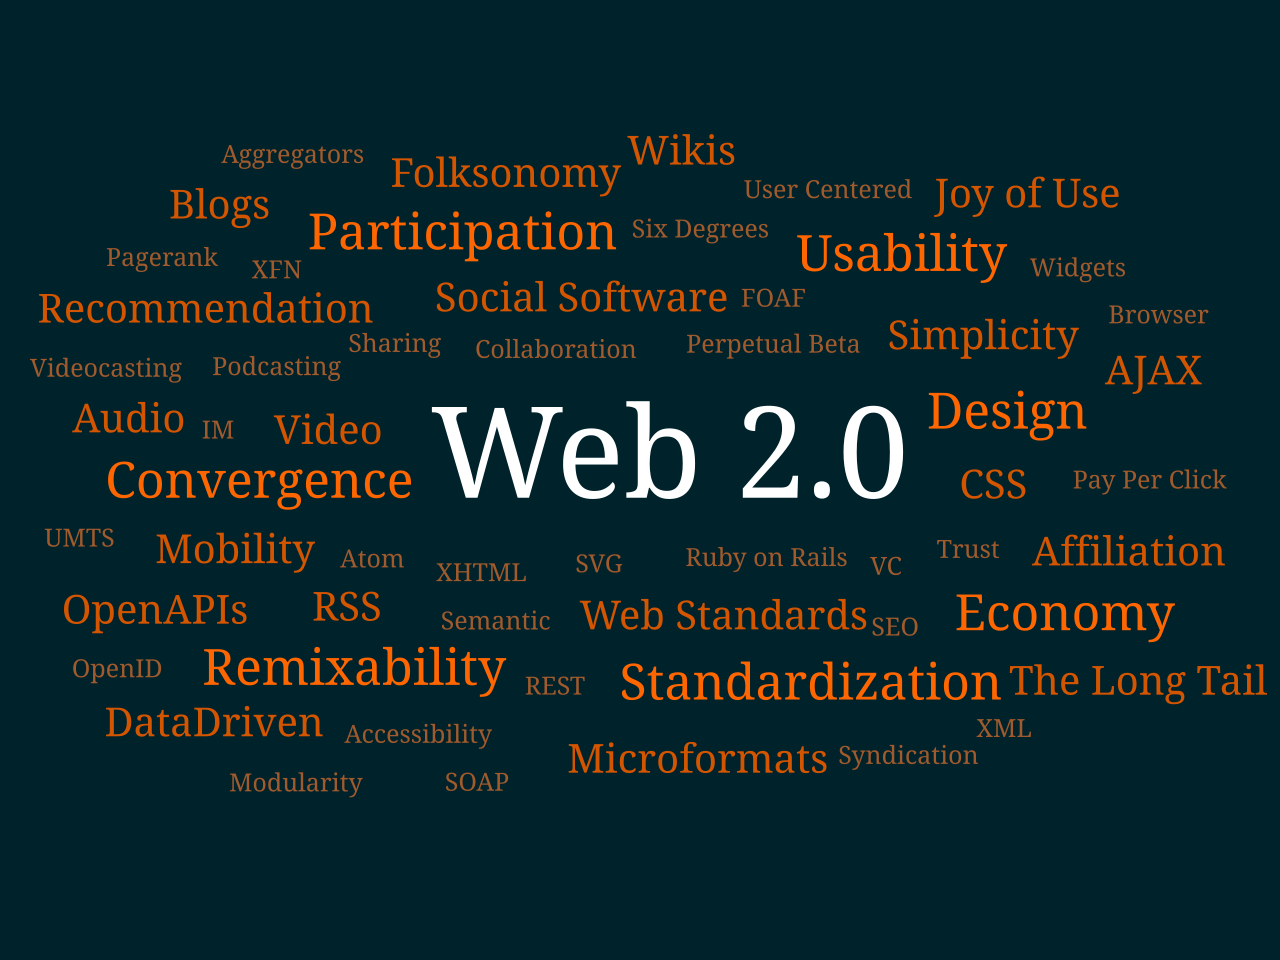 Wikis
Aggregators
Folksonomy
User Centered
Joy of Use
Blogs
Participation
Six Degrees
Usability
Pagerank
XFN
Widgets
Recommendation
Social Software
FOAF
Browser
Sharing
Collaboration
Perpetual Beta
Simplicity
Videocasting
Podcasting
AJAX
Audio
IM
Video
Design
Web 2.0
Convergence
CSS
Pay Per Click
UMTS
Mobility
Atom
XHTML
SVG
Ruby on Rails
VC
Trust
Affiliation
OpenAPIs
RSS
Semantic
Web Standards
SEO
Economy
OpenID
Remixability
REST
Standardization
The Long Tail
DataDriven
Accessibility
XML
Microformats
Syndication
Modularity
SOAP